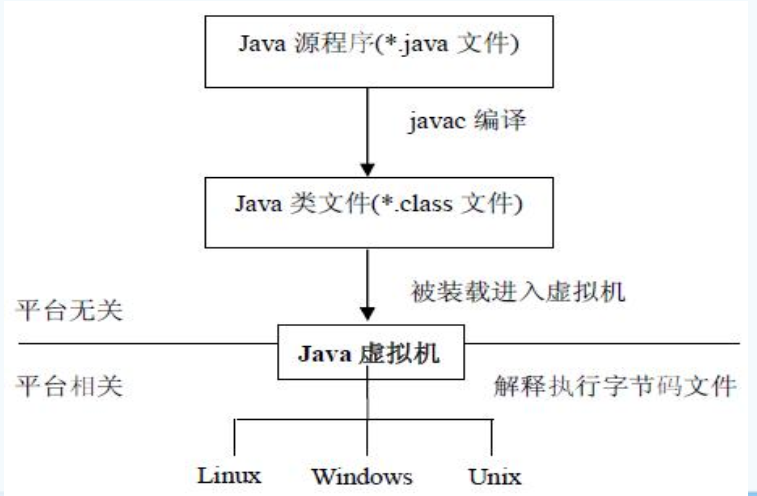 Java 源程序(*.java 文件)
javac 编译
Java 类文件(*.class 文件)
被装载进入虚拟机
平台无关
Java 虚拟机
平台相关
解释执行字节码文件
Linux
Windows
Unix